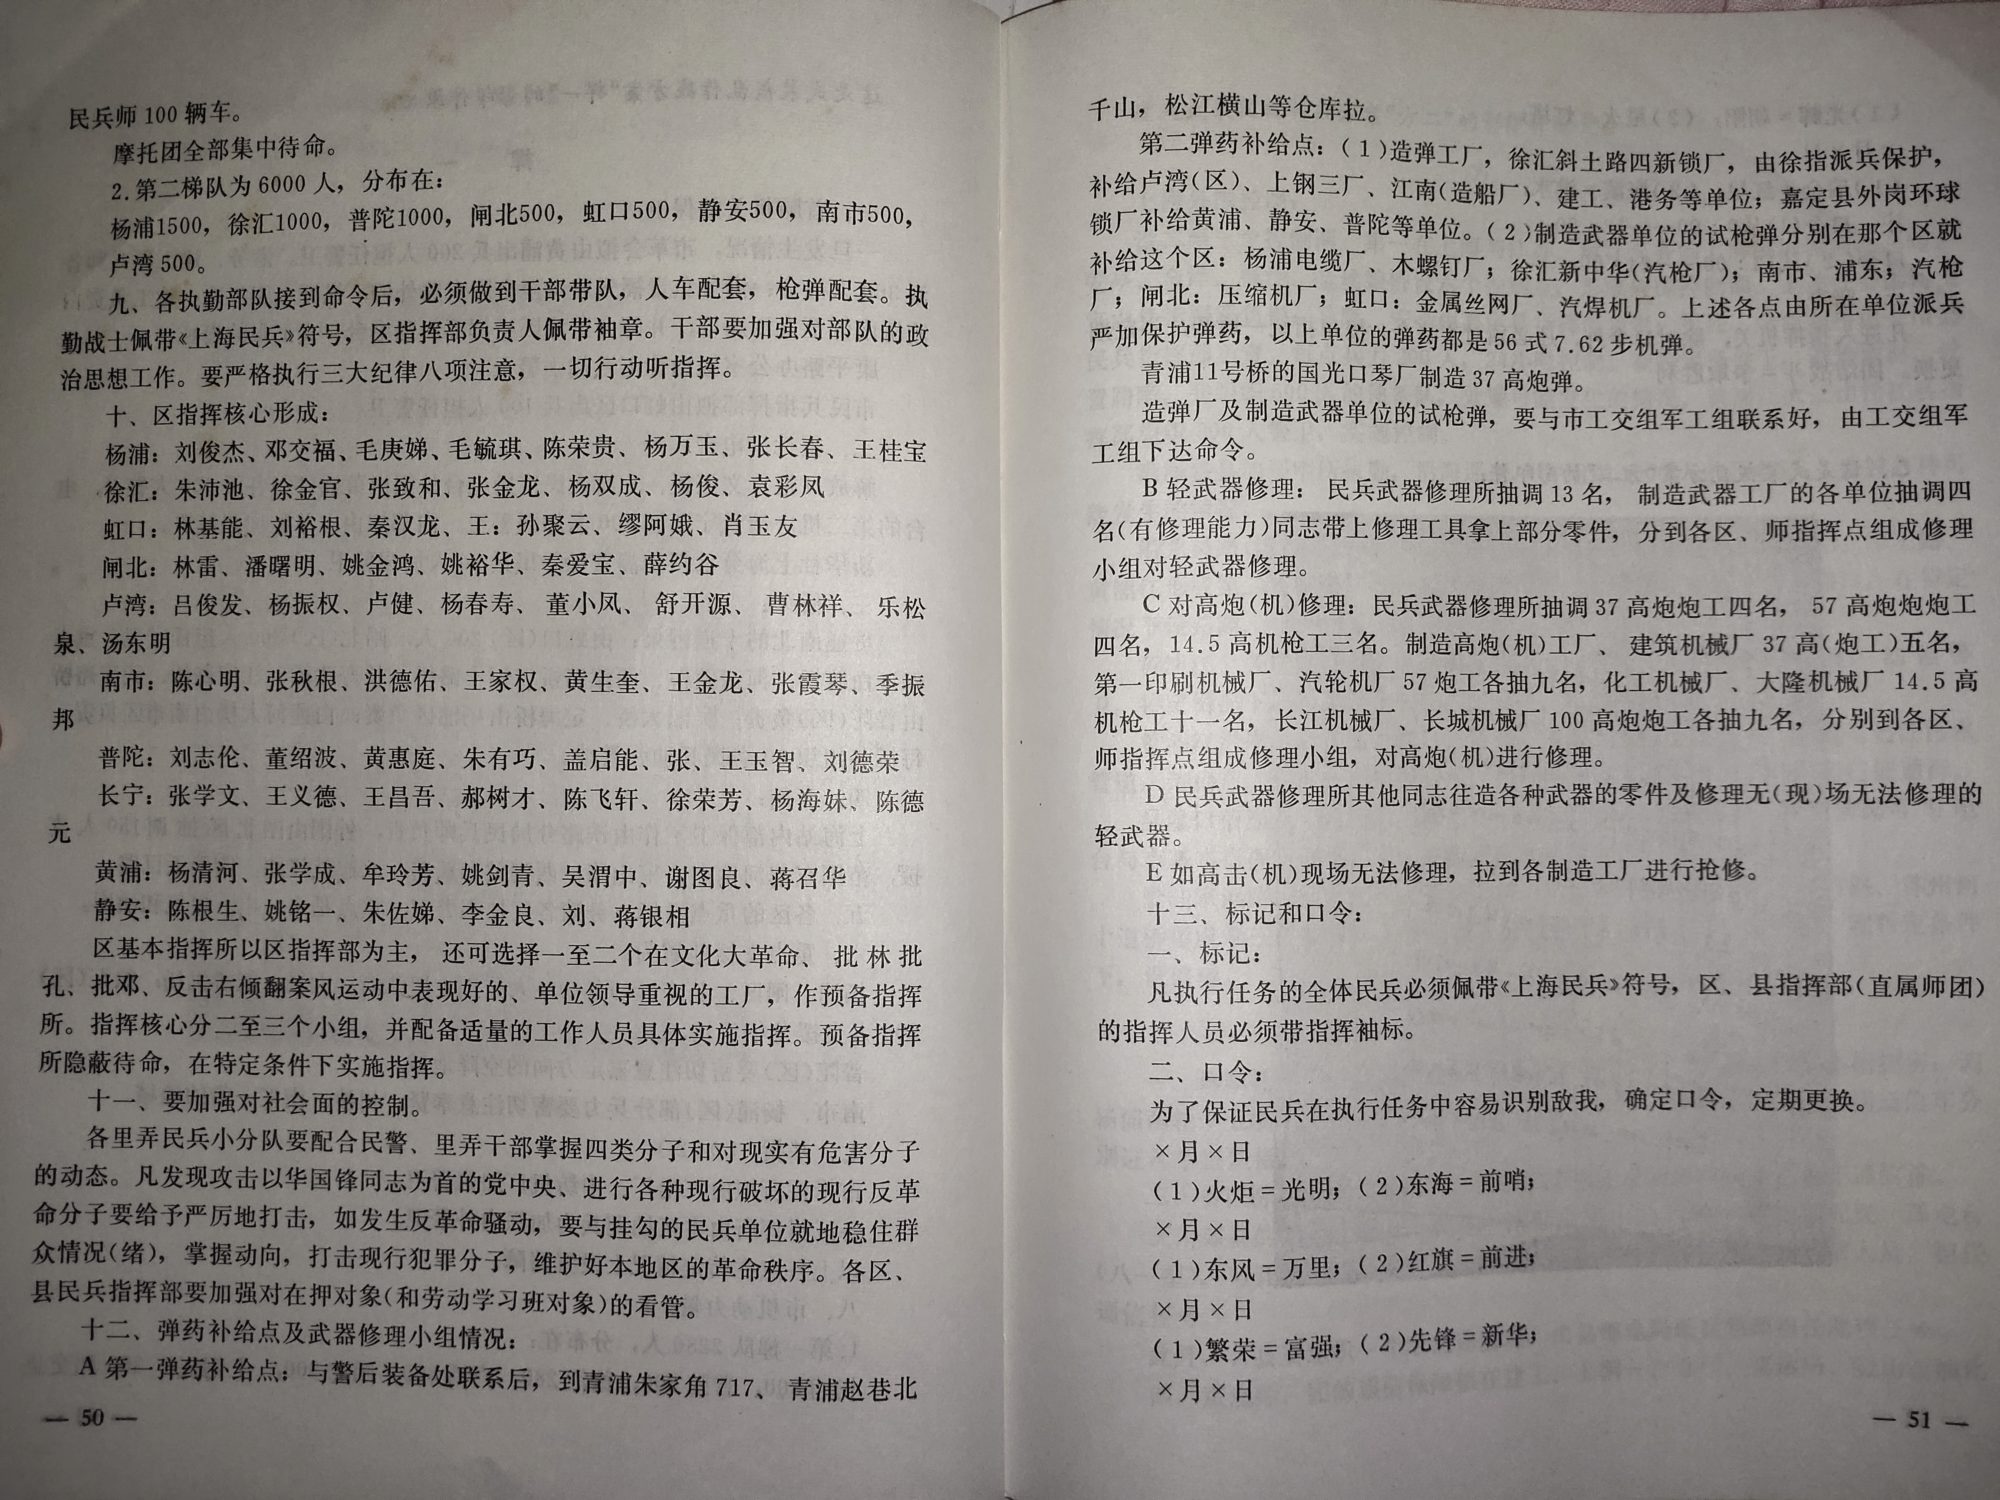 民兵师100辆车。
摩托团全部集中待命。
2.第二梯队为6000人，分布在：
杨浦1500，徐汇1000，普陀1000，闸北500，虹口500，静安500，南市500，
卢湾500。
九、各执勤部队接到命令后，必须做到干部带队，人车配套，枪弹配套。执
勤战士佩带《上海民兵》符号，区指挥部负责人佩带袖章。干部要加强对部队的政
治思想工作。要严格执行三大纪律八项注意，一切行动听指挥。
十、区指挥核心形成：
杨浦：刘俊杰、邓交福、毛庚娣、毛毓琪、陈荣贵、杨万玉、张长春、王桂宝
徐汇：朱沛池、徐金官、张致和、张金龙、杨双成、杨俊、袁彩凤
虹口：林基能、刘裕根、秦汉龙、王：孙聚云、缪阿娥、肖玉友
闸北：林雷、潘曙明、姚金鸿、姚裕华、秦爱宝、薛约谷
卢湾：吕俊发、杨振权、卢健、杨春寿、董小凤、舒开源、曹林祥、乐松
泉、汤东明
南市：陈心明、张秋根、洪德佑、王家权、黄生奎、王金龙、张霞琴、季振
邦
普陀：刘志伦、董绍波、黄惠庭、朱有巧、盖启能、张、王玉智、刘德荣
长宁：张学文、王义德、王昌吾、郝树才、陈飞轩、徐荣芳、杨海妹、陈德
元
黄浦：杨清河、张学成、牟玲芳、姚剑青、吴渭中、谢图良、蒋召华
静安：陈根生、姚铭一、朱佐娣、李金良、刘、蒋银相
区基本指挥所以区指挥部为主，还可选择一至二个在文化大革命、批林批
孔、批邓、反击右倾翻案风运动中表现好的、单位领导重视的工厂，作预备指挥
所。指挥核心分二至三个小组，并配备适量的工作人员具体实施指挥。预备指挥
所隐蔽待命，在特定条件下实施指挥。
十一、要加强对社会面的控制。
各里弄民兵小分队要配合民警、里弄干部掌握四类分子和对现实有危害分子
的动态。凡发现攻击以华国锋同志为首的党中央、进行各种现行破坏的现行反革
命分子要给予严厉地打击，如发生反革命骚动，要与挂勾的民兵单位就地稳住群
众情况(绪)，掌握动向，打击现行犯罪分子，维护好本地区的革命秩序。各区、
县民兵指挥部要加强对在押对象(和劳动学习班对象)的看管。
十二、弹药补给点及武器修理小组情况：
A 第一弹药补给点：与警后装备处联系后，到青浦朱家角717、青浦赵巷北
— 50 —
千山，松江横山等仓库拉。
第二弹药补给点：(1)造弹工厂，徐汇斜土路四新锁厂，由徐指派兵保护，
补给卢湾(区)、上钢三厂、江南(造船厂)、建工、港务等单位；嘉定县外岗环球
锁厂补给黄浦、静安、普陀等单位。(2)制造武器单位的试枪弹分别在那个区就
补给这个区：杨浦电缆厂、木螺钉厂；徐汇新中华(汽枪厂)；南市、浦东；汽枪
厂；闸北：压缩机厂；虹口：金属丝网厂、汽焊机厂。上述各点由所在单位派兵
严加保护弹药，以上单位的弹药都是56式7.62步机弹。
青浦11号桥的国光口琴厂制造37高炮弹。
造弹厂及制造武器单位的试枪弹，要与市工交组军工组联系好，由工交组军
工组下达命令。
B 轻武器修理：民兵武器修理所抽调13名，制造武器工厂的各单位抽调四
名(有修理能力)同志带上修理工具拿上部分零件，分到各区、师指挥点组成修理
小组对轻武器修理。
C 对高炮(机)修理：民兵武器修理所抽调37高炮炮工四名，57高炮炮炮工
四名，14.5高机枪工三名。制造高炮(机)工厂、建筑机械厂37高(炮工)五名，
第一印刷机械厂、汽轮机厂57炮工各抽九名，化工机械厂、大隆机械厂14.5高
机枪工十一名，长江机械厂、长城机械厂100高炮炮工各抽九名，分别到各区、
师指挥点组成修理小组，对高炮(机)进行修理。
D 民兵武器修理所其他同志往造各种武器的零件及修理无(现)场无法修理的
轻武器。
E 如高击(机)现场无法修理，拉到各制造工厂进行抢修。
十三、标记和口令：
一、标记：
凡执行任务的全体民兵必须佩带《上海民兵》符号，区、县指挥部(直属师团)
的指挥人员必须带指挥袖标。
二、口令：
为了保证民兵在执行任务中容易识别敌我，确定口令，定期更换。
×月×日
(1)火炬＝光明；(2)东海＝前哨；
×月×日
(1)东风＝万里；(2)红旗＝前进；
×月×日
(1)繁荣＝富强；(2)先锋＝新华；
×月×日
— 51 —